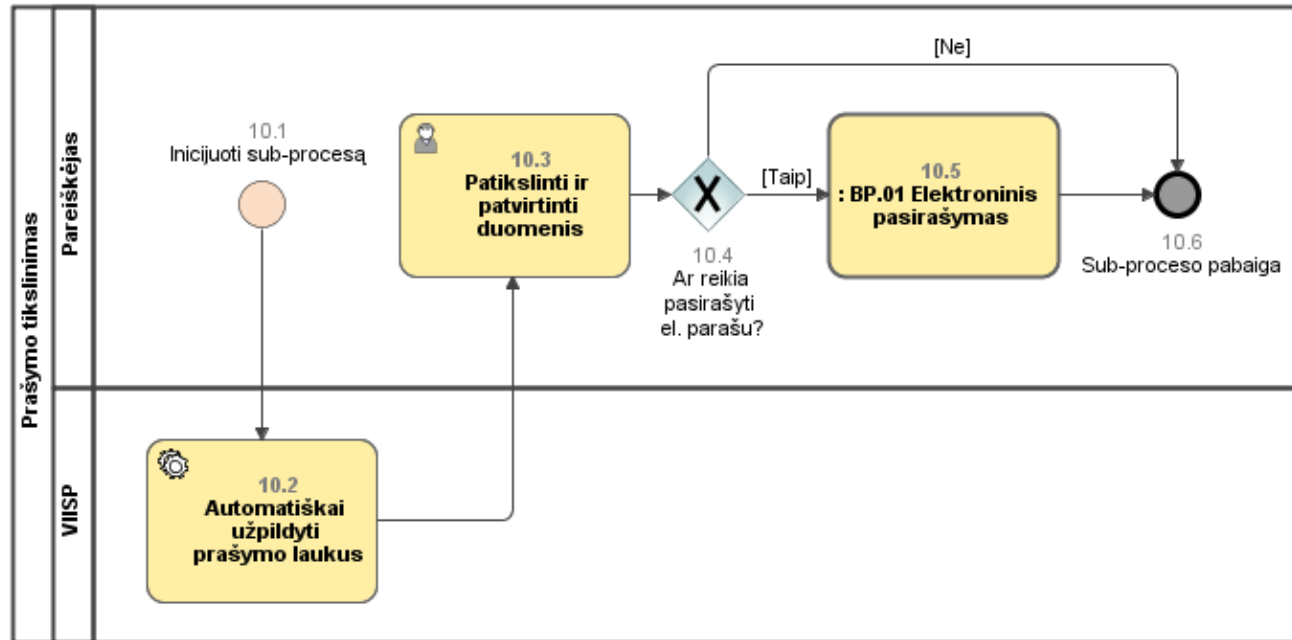 Prašymo tikslinimas
Pareiškėjas
10.1
Inicijuoti sub-procesą
10.3
Patikslinti ir
patvirtinti
duomenis
10.4
Ar reikia
pasirašyti
el. parašu?
[Ne]
[Taip]
10.5
: BP.01 Elektroninis
pasirašymas
10.6
Sub-proceso pabaiga
VIISP
10.2
Automatiškai
užpildyti
prašymo laukus